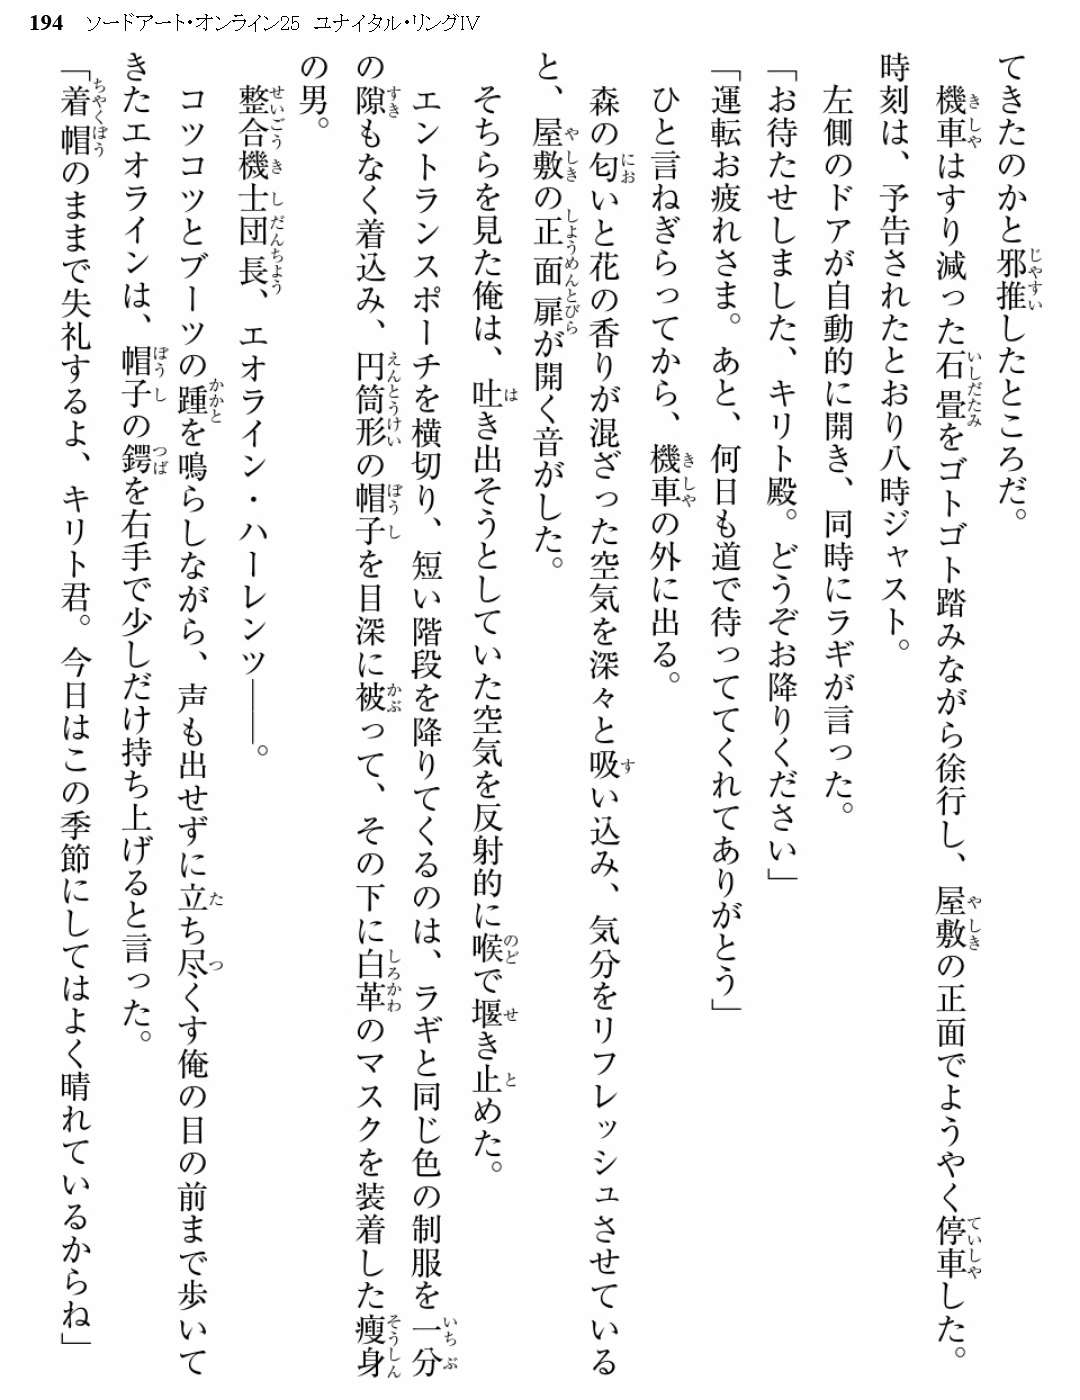 194 ソードアート・オンライン25 ユナイタル・リングⅣ
てきたのかと邪推したところだ。
機車はすり減った石畳をゴトゴト踏みながら徐行し、屋敷の正面でようやく停車した。
時刻は、予告されたとおり八時ジャスト。
左側のドアが自動的に開き、同時にラギが言った。
「お待たせしました、キリト殿。どうぞお降りください」
「運転お疲れさま。あと、何日も道で待っててくれてありがとう」
ひと言ねぎらってから、機車の外に出る。
森の匂いと花の香りが混ざった空気を深々と吸い込み、気分をリフレッシュさせている
と、屋敷の正面扉が開く音がした。
そちらを見た俺は、吐き出そうとしていた空気を反射的に喉で堰き止めた。
エントランスポーチを横切り、短い階段を降りてくるのは、ラギと同じ色の制服を一分
の隙もなく着込み、円筒形の帽子を目深に被って、その下に白革のマスクを装着した痩身
の男。
整合機士団長、エオライン・ハーレンツ――。
コツコツとブーツの踵を鳴らしながら、声も出せずに立ち尽くす俺の目の前まで歩いて
きたエオラインは、帽子の鍔を右手で少しだけ持ち上げると言った。
「着帽のままで失礼するよ、キリト君。今日はこの季節にしてはよく晴れているからね」